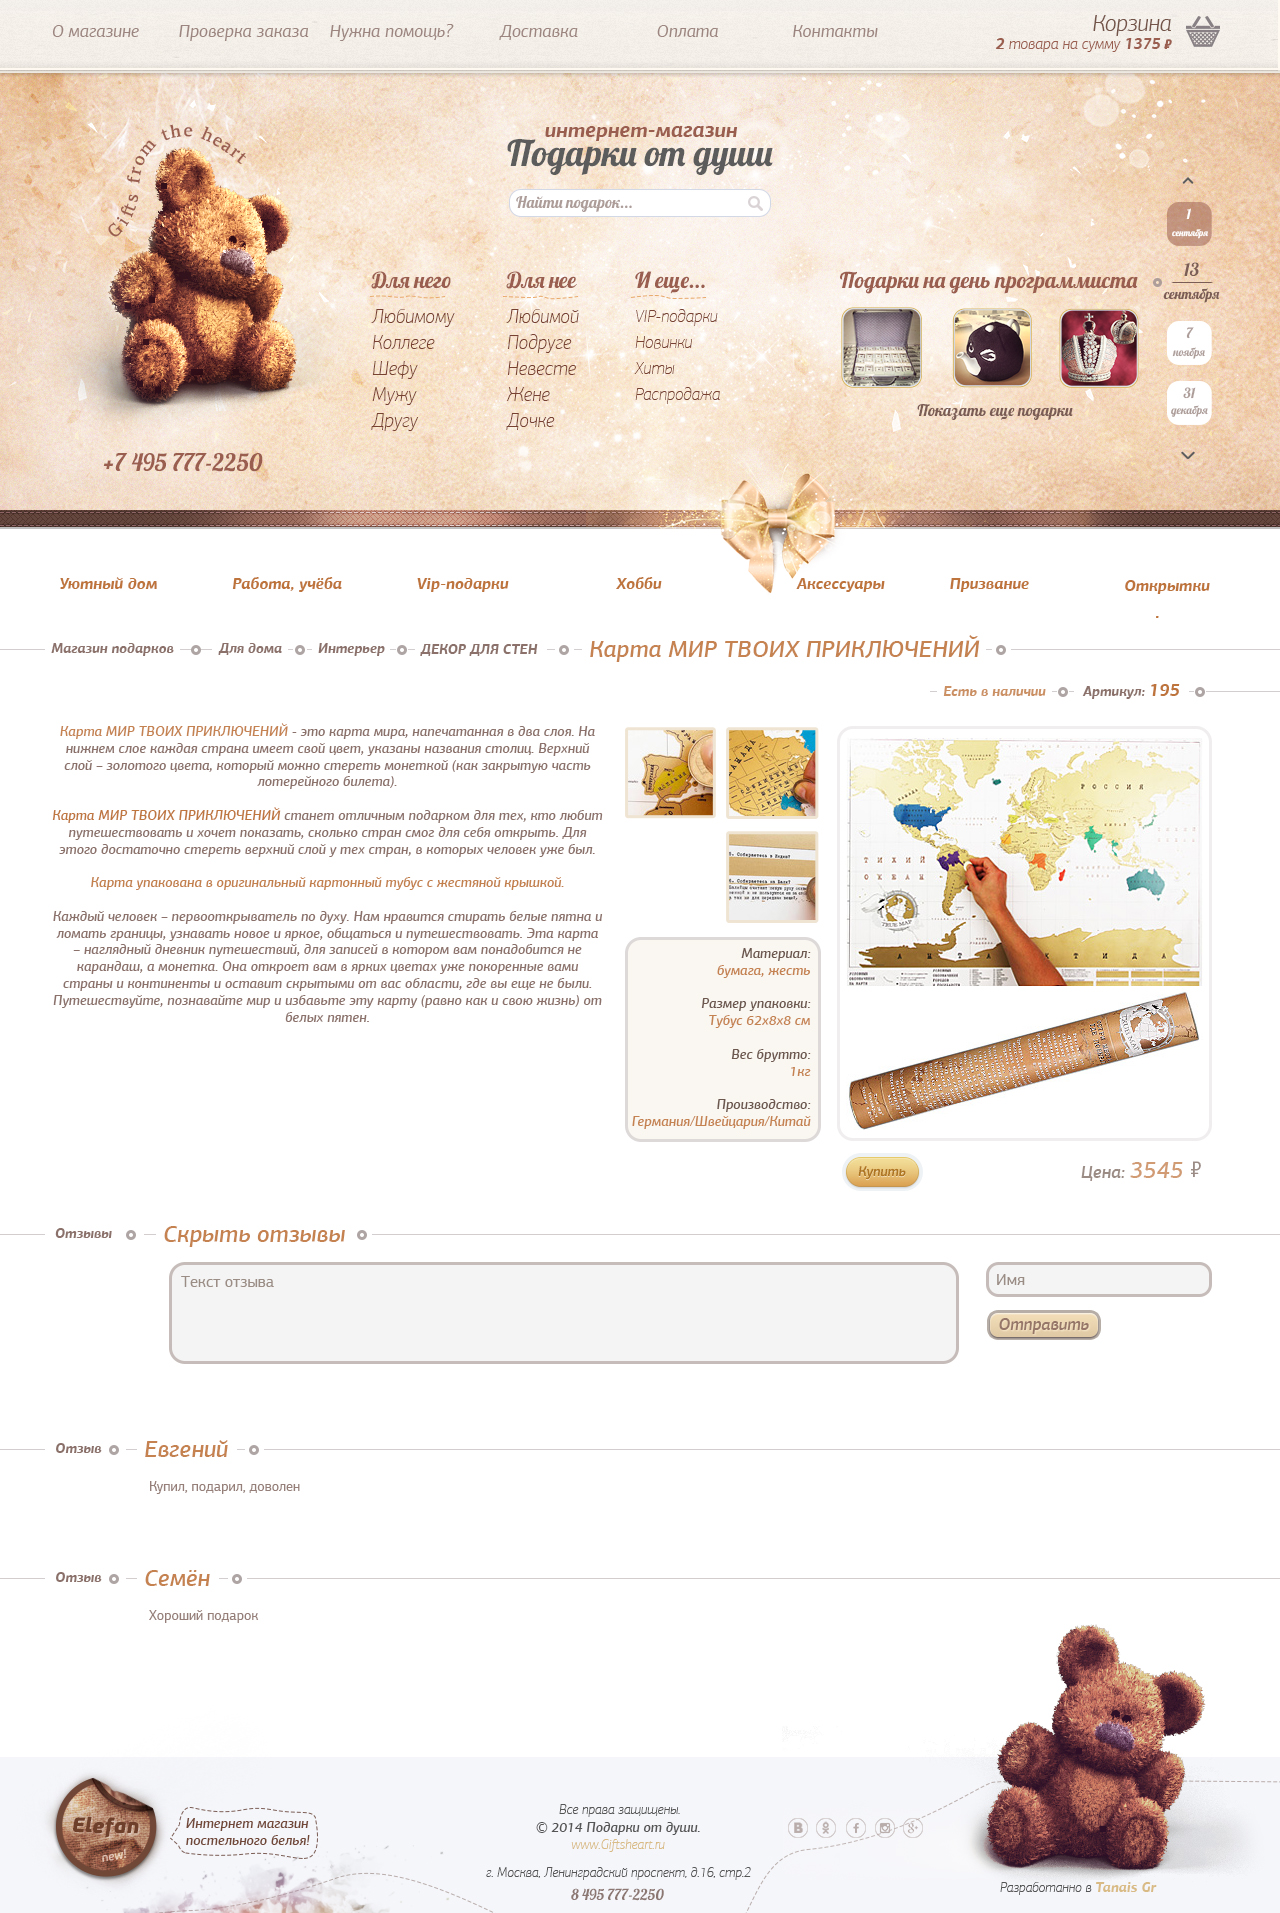 О магазине Проверка заказа Нужна помощь? Доставка Оплата Контакты
Корзина
2 товара на сумму 1375 ₽
Gifts from the heart
интернет-магазин
Подарки от души
Найти подарок...
+7 495 777-2250
Для него
Любимому
Коллеге
Шефу
Мужу
Другу
Для нее
Любимой
Подруге
Невесте
Жене
Дочке
И еще...
VIP-подарки
Новинки
Хиты
Распродажа
Подарки на день программиста
Показать еще подарки
1
сентября
13
сентября
7
ноября
31
декабря
Уютный дом Работа, учёба Vip-подарки Хобби Аксессуары Призвание Открытки
.
Магазин подарков Для дома Интерьер ДЕКОР ДЛЯ СТЕН Карта МИР ТВОИХ ПРИКЛЮЧЕНИЙ
Есть в наличии Артикул: 195
Карта МИР ТВОИХ ПРИКЛЮЧЕНИЙ - это карта мира, напечатанная в два слоя. На
нижнем слое каждая страна имеет свой цвет, указаны названия столиц. Верхний
слой – золотого цвета, который можно стереть монеткой (как закрытую часть
лотерейного билета).
Карта МИР ТВОИХ ПРИКЛЮЧЕНИЙ станет отличным подарком для тех, кто любит
путешествовать и хочет показать, сколько стран смог для себя открыть. Для
этого достаточно стереть верхний слой у тех стран, в которых человек уже был.
Карта упакована в оригинальный картонный тубус с жестяной крышкой.
Каждый человек – первооткрыватель по духу. Нам нравится стирать белые пятна и
ломать границы, узнавать новое и яркое, общаться и путешествовать. Эта карта
– наглядный дневник путешествий, для записей в котором вам понадобится не
карандаш, а монетка. Она откроет вам в ярких цветах уже покоренные вами
страны и континенты и оставит скрытыми от вас области, где вы еще не были.
Путешествуйте, познавайте мир и избавьте эту карту (равно как и свою жизнь) от
белых пятен.
Материал:
бумага, жесть
Размер упаковки:
Тубус 62х8х8 см
Вес брутто:
1кг
Производство:
Германия/Швейцария/Китай
РОССИЯ
ТИХИЙ
ОКЕАН
TRUE MAP
Купить
Цена: 3545 ₽
Отзывы Скрыть отзывы
Текст отзыва
Имя
Отправить
Отзыв Евгений
Купил, подарил, доволен
Отзыв Семён
Хороший подарок
Elefan
new!
Интернет магазин
постельного белья!
Все права защищены.
© 2014 Подарки от души.
www.Giftsheart.ru
г. Москва, Ленинградский проспект, д.16, стр.2
8 495 777-2250
Разработанно в Tanais Gr